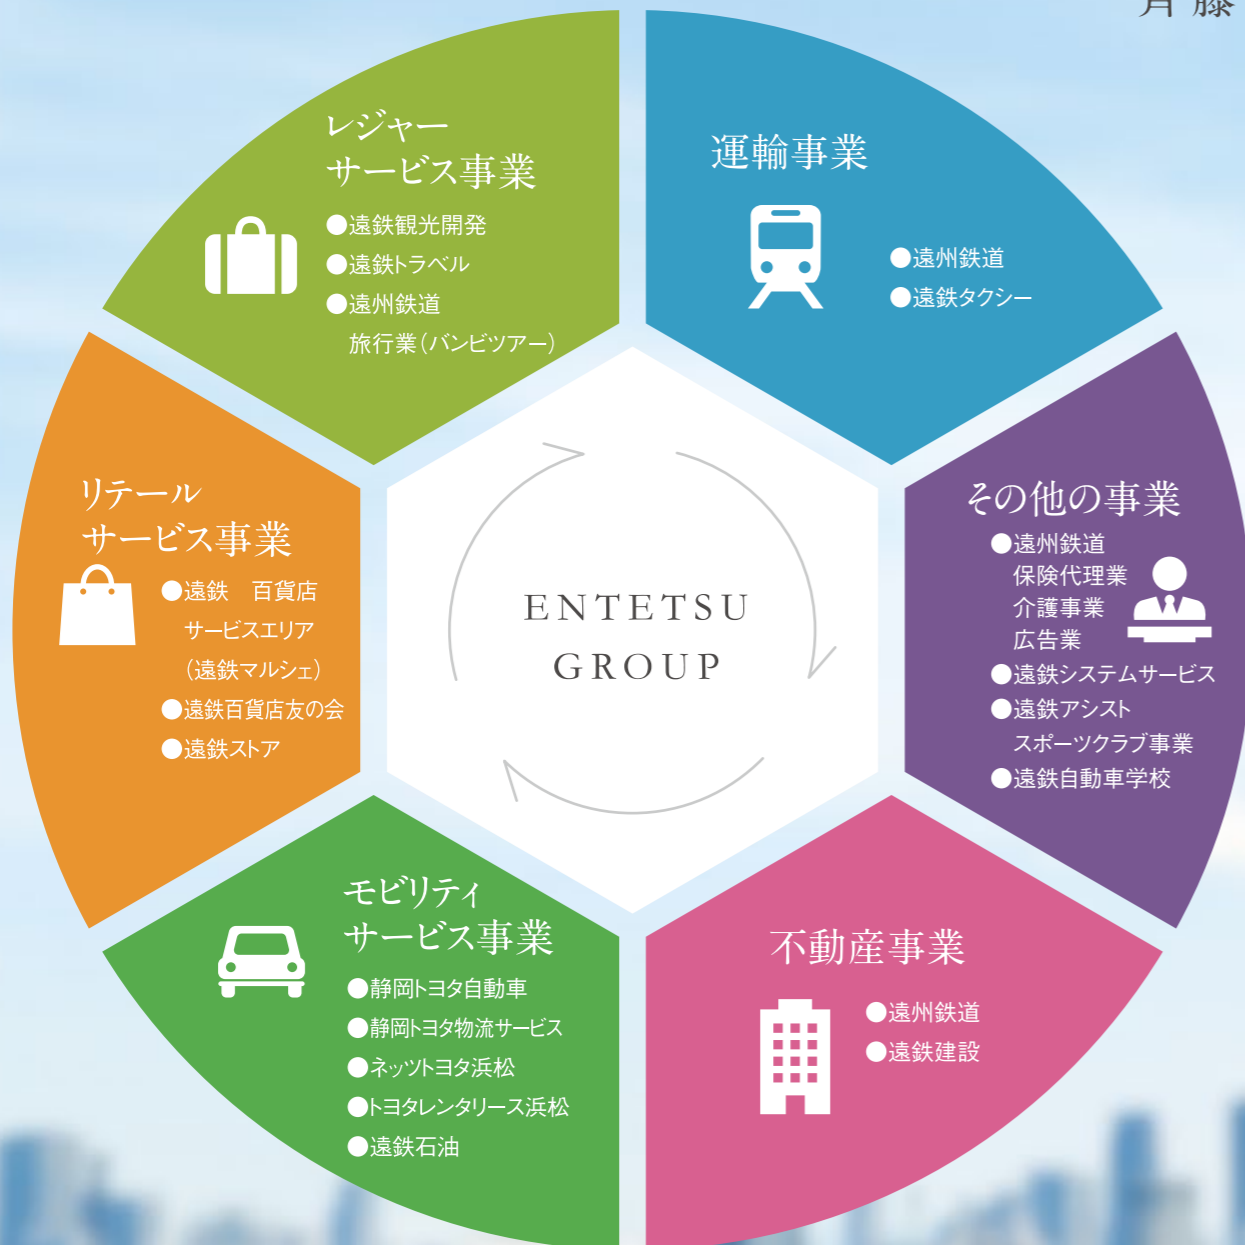 斉藤
レジャー
サービス事業
●遠鉄観光開発
●遠鉄トラベル
●遠州鉄道
旅行業(バンビツアー)
運輸事業
●遠州鉄道
●遠鉄タクシー
リテール
サービス事業
●遠鉄　百貨店
サービスエリア
(遠鉄マルシェ)
●遠鉄百貨店友の会
●遠鉄ストア
ENTETSU
GROUP
その他の事業
●遠州鉄道
保険代理業
介護事業
広告業
●遠鉄システムサービス
●遠鉄アシスト
スポーツクラブ事業
●遠鉄自動車学校
モビリティ
サービス事業
●静岡トヨタ自動車
●静岡トヨタ物流サービス
●ネッツトヨタ浜松
●トヨタレンタリース浜松
●遠鉄石油
不動産事業
●遠州鉄道
●遠鉄建設